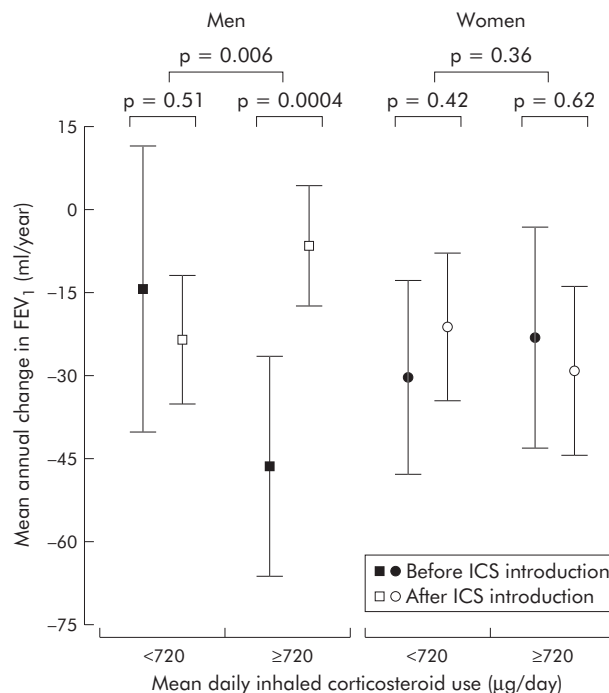 Men Women
p = 0.006 p = 0.36
p = 0.51 p = 0.0004 p = 0.42 p = 0.62
15
0
−15
−30
−45
−60
−75
Mean annual change in FEV1 (ml/year)
Before ICS introduction
After ICS introduction
<720 ≥720 <720 ≥720
Mean daily inhaled corticosteroid use (µg/day)